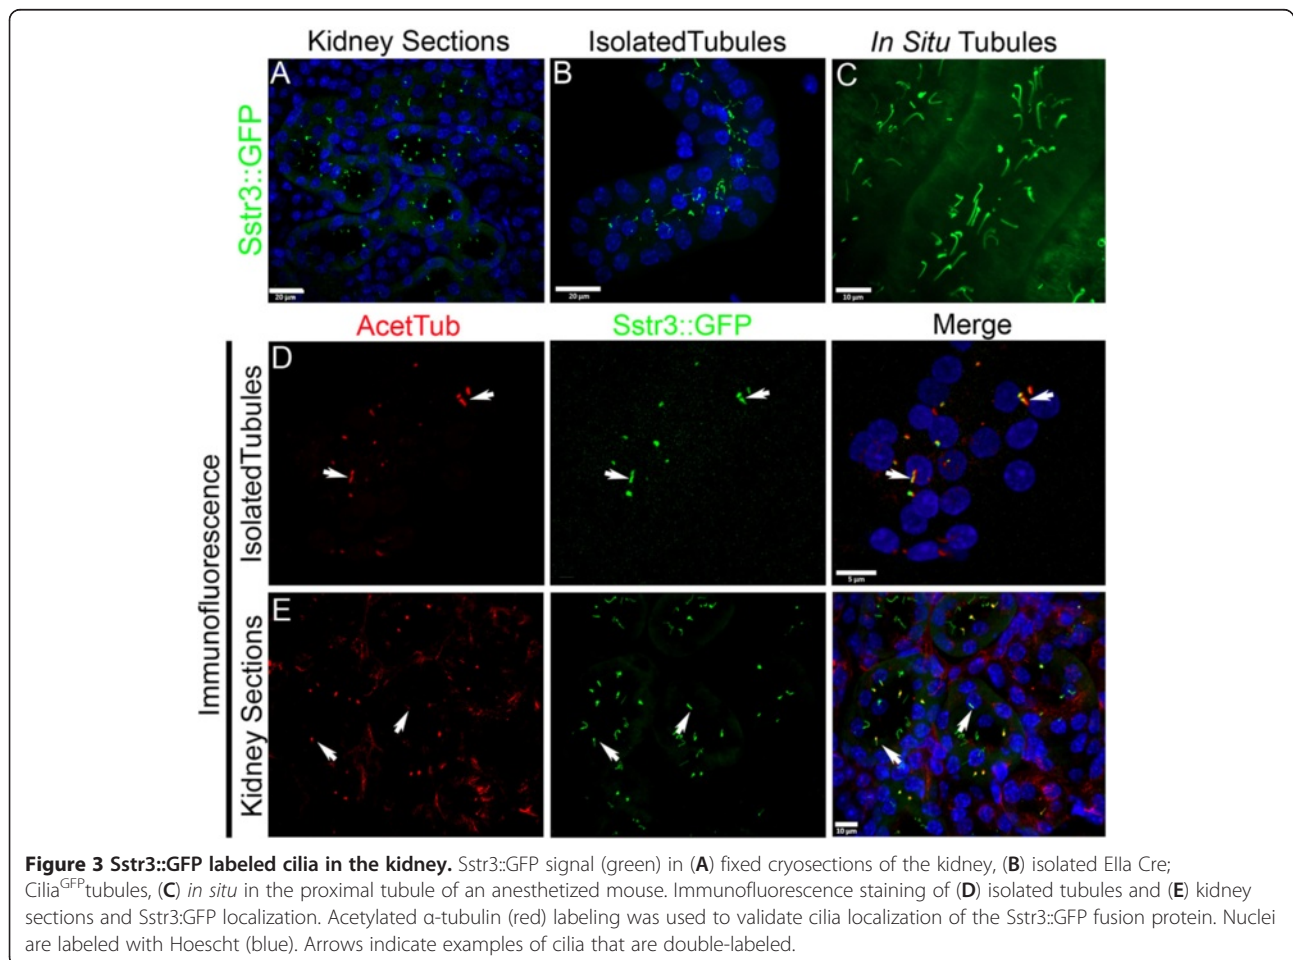 Kidney Sections
IsolatedTubules
In Situ Tubules
Sstr3::GFP
A
B
C
20 µm
20 µm
10 µm
AcetTub
Sstr3::GFP
Merge
Immunofluorescence
IsolatedTubules
D
5 µm
Kidney Sections
E
10 µm
Figure 3 Sstr3::GFP labeled cilia in the kidney. Sstr3::GFP signal (green) in (A) fixed cryosections of the kidney, (B) isolated EIIa Cre;
Cilia^GFP tubules, (C) in situ in the proximal tubule of an anesthetized mouse. Immunofluorescence staining of (D) isolated tubules and (E) kidney
sections and Sstr3:GFP localization. Acetylated α-tubulin (red) labeling was used to validate cilia localization of the Sstr3::GFP fusion protein. Nuclei
are labeled with Hoescht (blue). Arrows indicate examples of cilia that are double-labeled.